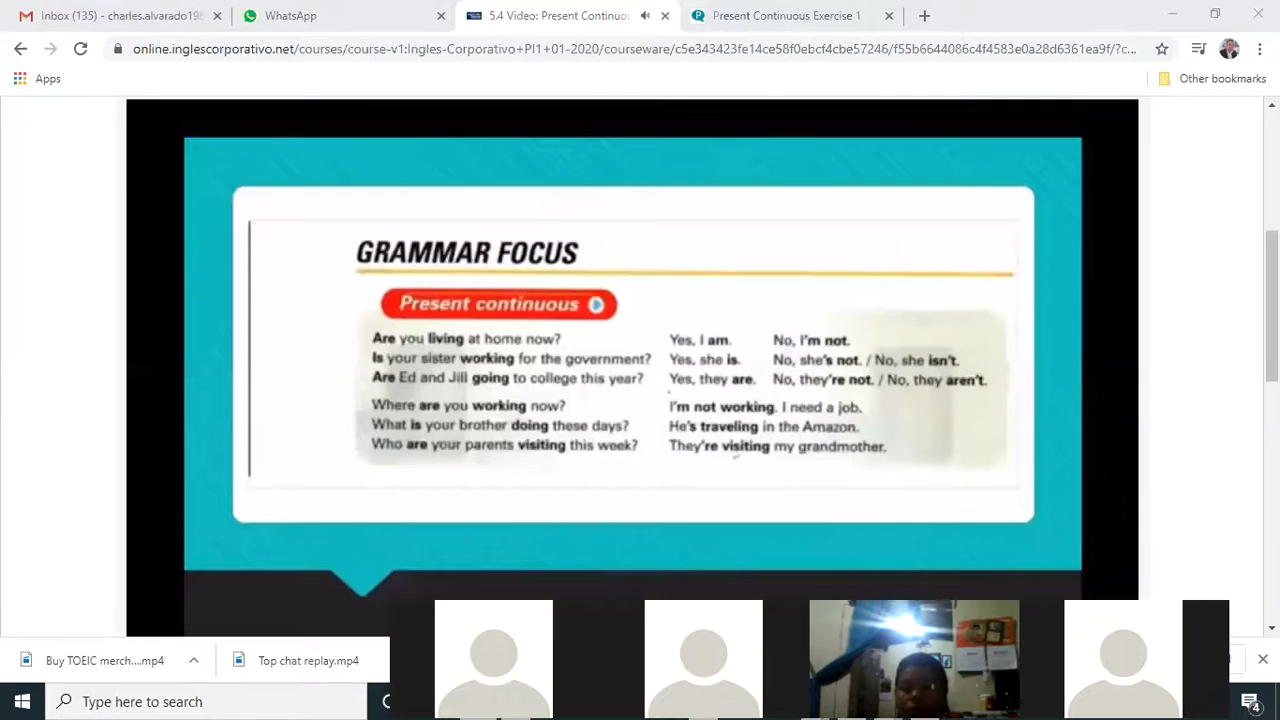 Inbox (135) - charles.alvarado195
WhatsApp
5.4 Video: Present Continuou
Present Continuous Exercise 1
online.inglescorporativo.net/courses/course-v1:Ingles-Corporativo+PI1+01-2020/courseware/c5e343423fe14ce58f0ebcf4cbe57246/f55b6644086c4f4583e0a28d6361ea9f/?c...
Apps
Other bookmarks
GRAMMAR FOCUS
Present continuous
Are you living at home now? Yes, I am. No, I'm not.
Is your sister working for the government? Yes, she is. No, she's not. / No, she isn't.
Are Ed and Jill going to college this year? Yes, they are. No, they're not. / No, they aren't.
Where are you working now? I'm not working. I need a job.
What is your brother doing these days? He's traveling in the Amazon.
Who are your parents visiting this week? They're visiting my grandmother.
Buy TOEIC merch....mp4
Top chat replay.mp4
Type here to search
4